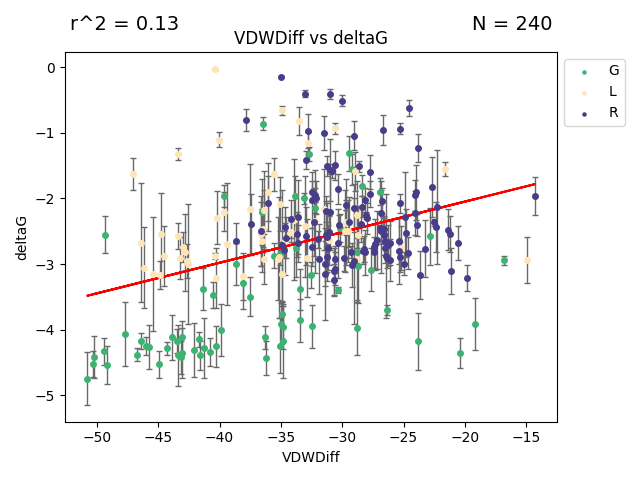 r^2 = 0.13 N = 240
VDWDiff vs deltaG
G
L
R
0
−1
−2
−3
−4
−5
deltaG
−50 −45 −40 −35 −30 −25 −20 −15
VDWDiff